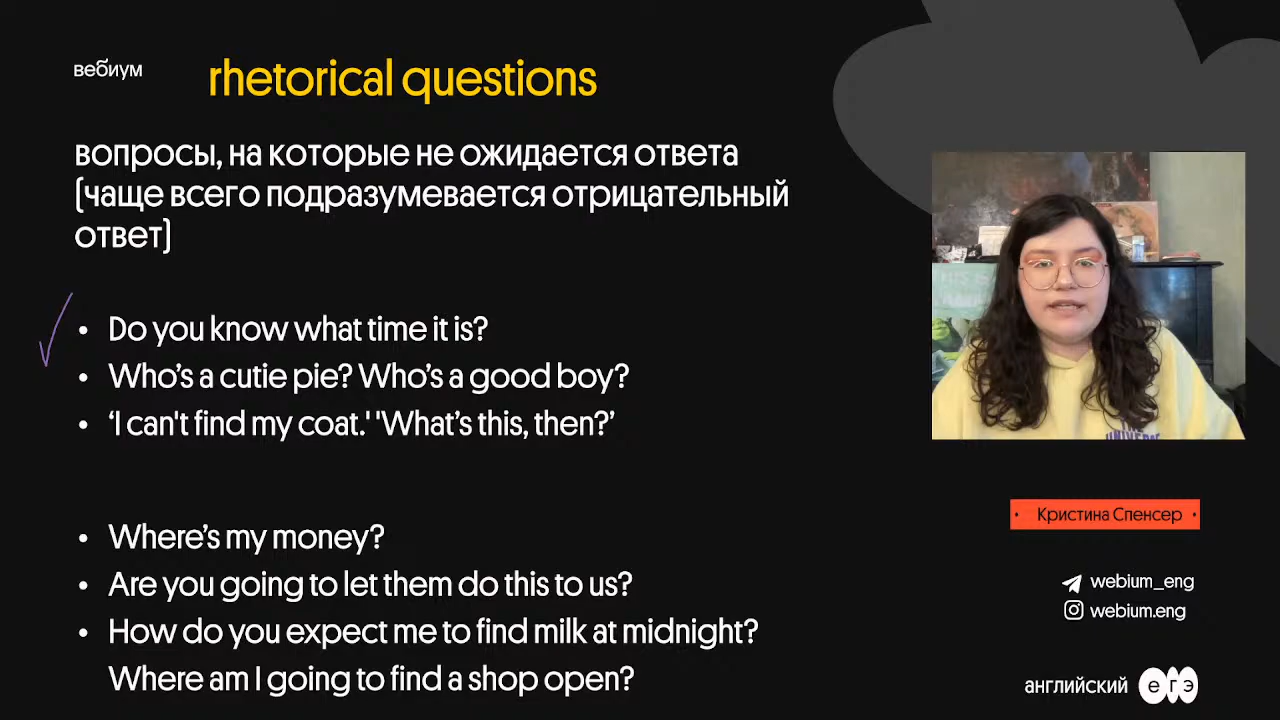 вебиум
rhetorical questions
вопросы, на которые не ожидается ответа
(чаще всего подразумевается отрицательный
ответ)
• Do you know what time it is?
• Who's a cutie pie? Who's a good boy?
• ‘I can't find my coat.' 'What's this, then?’
• Where's my money?
• Are you going to let them do this to us?
• How do you expect me to find milk at midnight?
Where am I going to find a shop open?
• Кристина Спенсер •
webium_eng
webium.eng
английский егэ